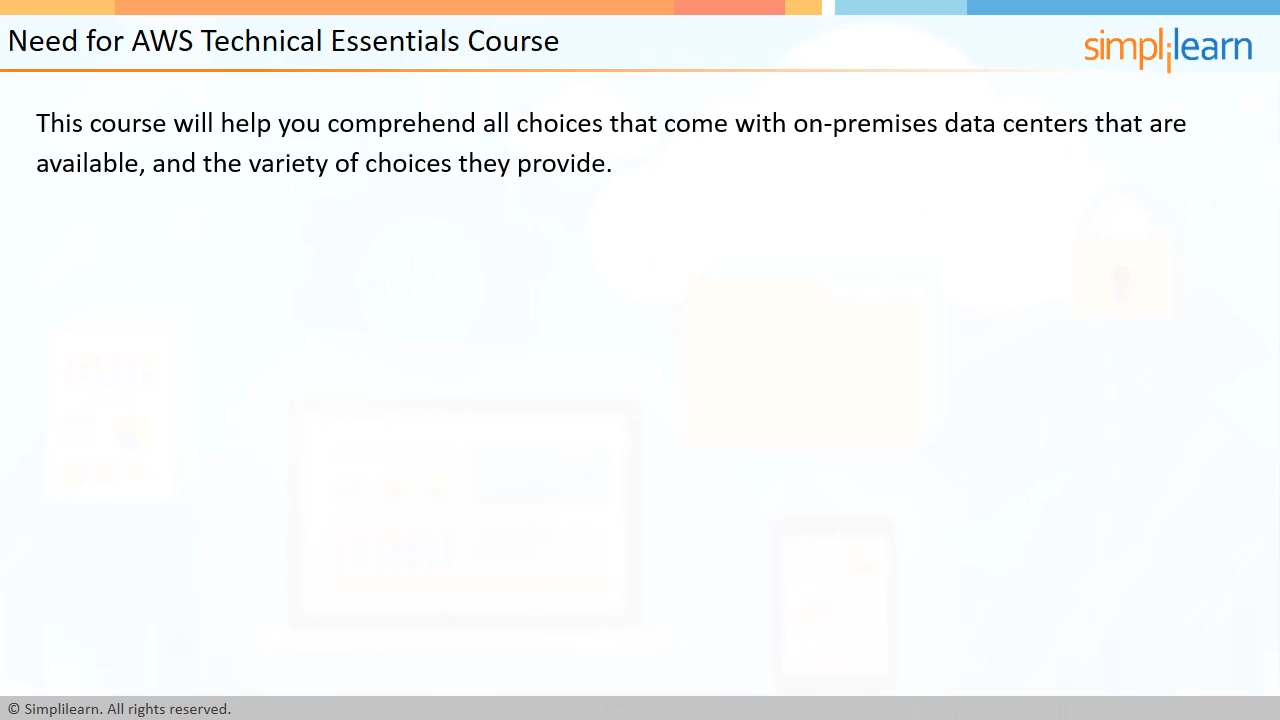 Need for AWS Technical Essentials Course
simplilearn
This course will help you comprehend all choices that come with on-premises data centers that are
available, and the variety of choices they provide.
© Simplilearn. All rights reserved.